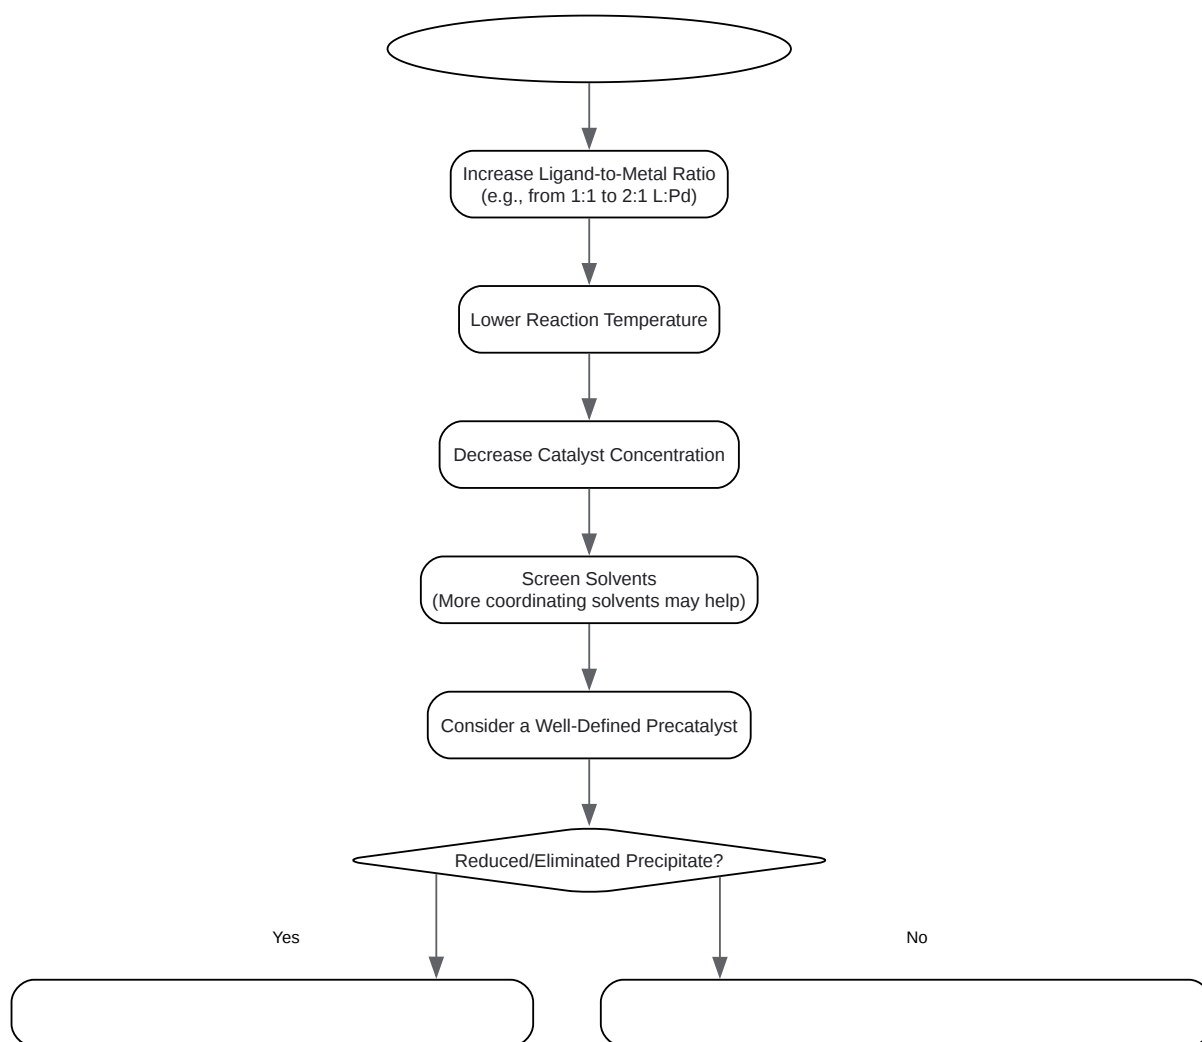 Increase Ligand-to-Metal Ratio
(e.g., from 1:1 to 2:1 L:Pd)
Lower Reaction Temperature
Decrease Catalyst Concentration
Screen Solvents
(More coordinating solvents may help)
Consider a Well-Defined Precatalyst
Reduced/Eliminated Precipitate?
Yes
No